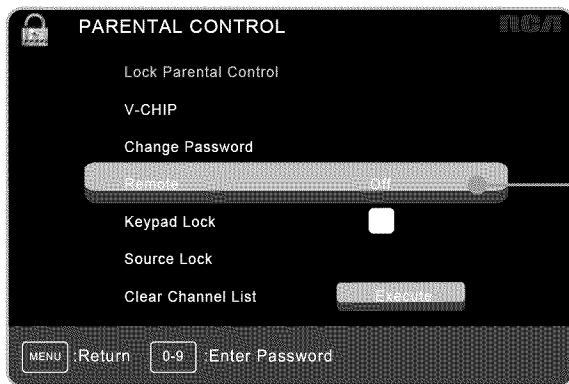 PARENTAL CONTROL
RCA
Lock Parental Control
V-CHIP
Change Password
Remote Off
Keypad Lock
Source Lock
Clear Channel List Execute
MENU :Return 0-9 :Enter Password